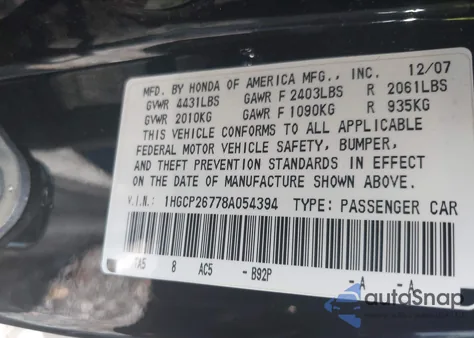 MFD. BY HONDA OF AMERICA MFG., INC. 12/07
GVWR 4431LBS GAWR F 2403LBS R 2061LBS
GVWR 2010KG GAWR F 1090KG R 935KG
THIS VEHICLE CONFORMS TO ALL APPLICABLE
FEDERAL MOTOR VEHICLE SAFETY, BUMPER,
AND THEFT PREVENTION STANDARDS IN EFFECT
ON THE DATE OF MANUFACTURE SHOWN ABOVE.
V.I.N.: 1HGCP26778A054394 TYPE: PASSENGER CAR
TA5 8 AC5 -B92P -A -A
autoSnap